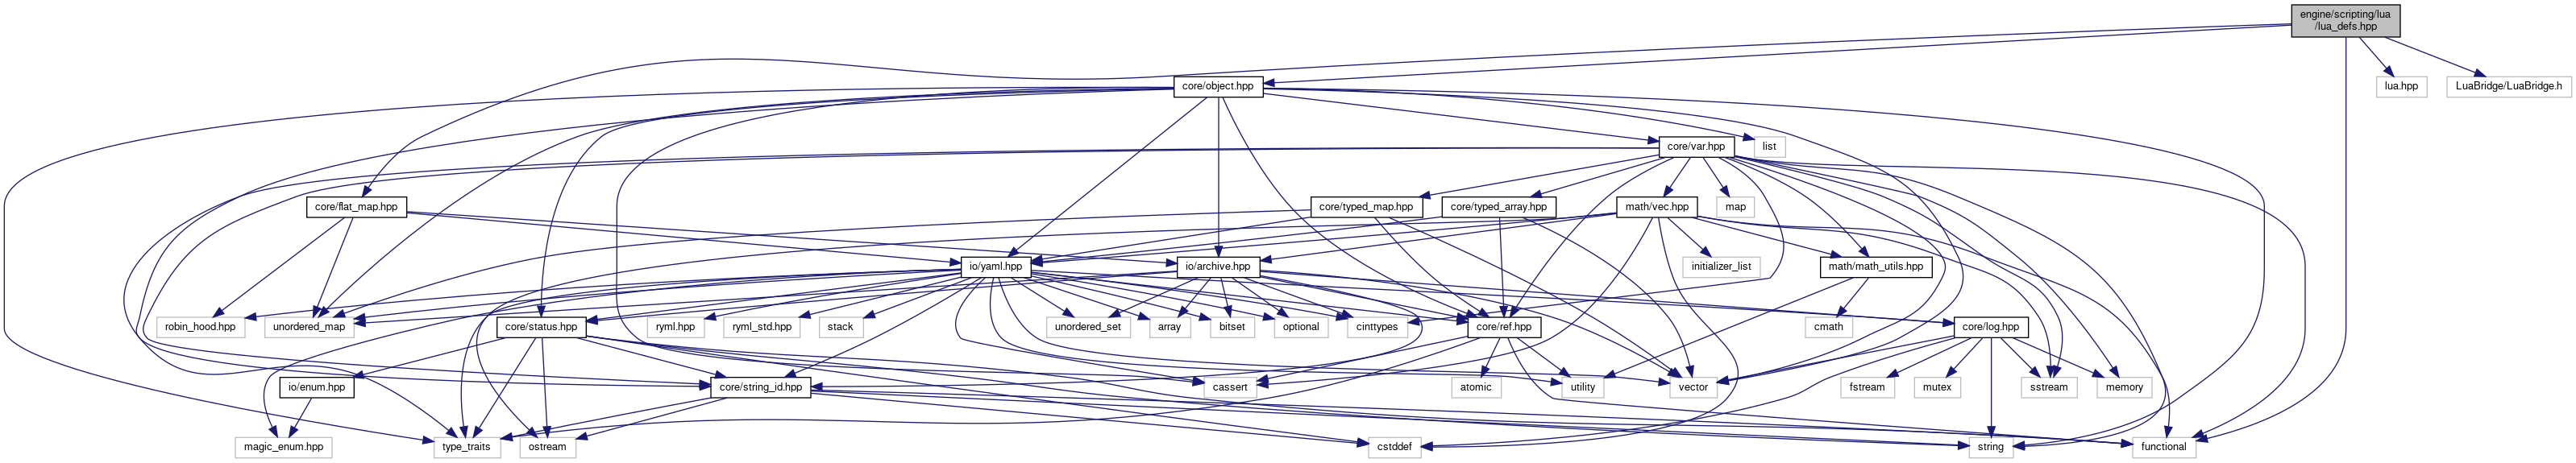 engine/scripting/lua
/lua_defs.hpp
core/object.hpp
lua.hpp
LuaBridge/LuaBridge.h
core/var.hpp
list
core/flat_map.hpp
core/typed_map.hpp
core/typed_array.hpp
math/vec.hpp
map
io/yaml.hpp
io/archive.hpp
initializer_list
math/math_utils.hpp
robin_hood.hpp
unordered_map
core/status.hpp
ryml.hpp
ryml_std.hpp
stack
unordered_set
array
bitset
optional
cinttypes
core/ref.hpp
cmath
core/log.hpp
io/enum.hpp
core/string_id.hpp
cassert
atomic
utility
vector
fstream
mutex
sstream
memory
magic_enum.hpp
type_traits
ostream
cstddef
string
functional